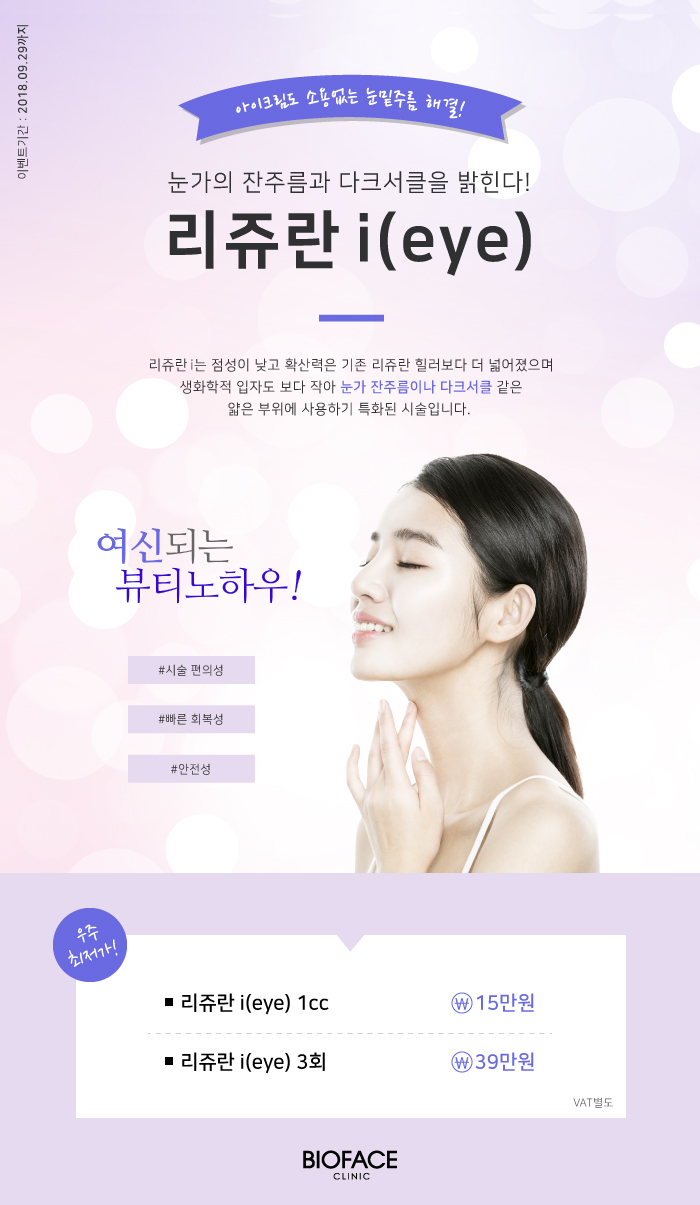 이벤트기간 : 2018.09.29까지
아이크림도 소용없는 눈밑주름 해결!
눈가의 잔주름과 다크서클을 밝힌다!
리쥬란 i(eye)
리쥬란 i는 점성이 낮고 확산력은 기존 리쥬란 힐러보다 더 넓어졌으며
생화학적 입자도 보다 작아 눈가 잔주름이나 다크서클 같은
얇은 부위에 사용하기 특화된 시술입니다.
여신되는
뷰티노하우!
#시술 편의성
#빠른 회복성
#안전성
우주
최저가!
■ 리쥬란 i(eye) 1cc ₩15만원
■ 리쥬란 i(eye) 3회 ₩39만원
VAT별도
BIOFACE
CLINIC